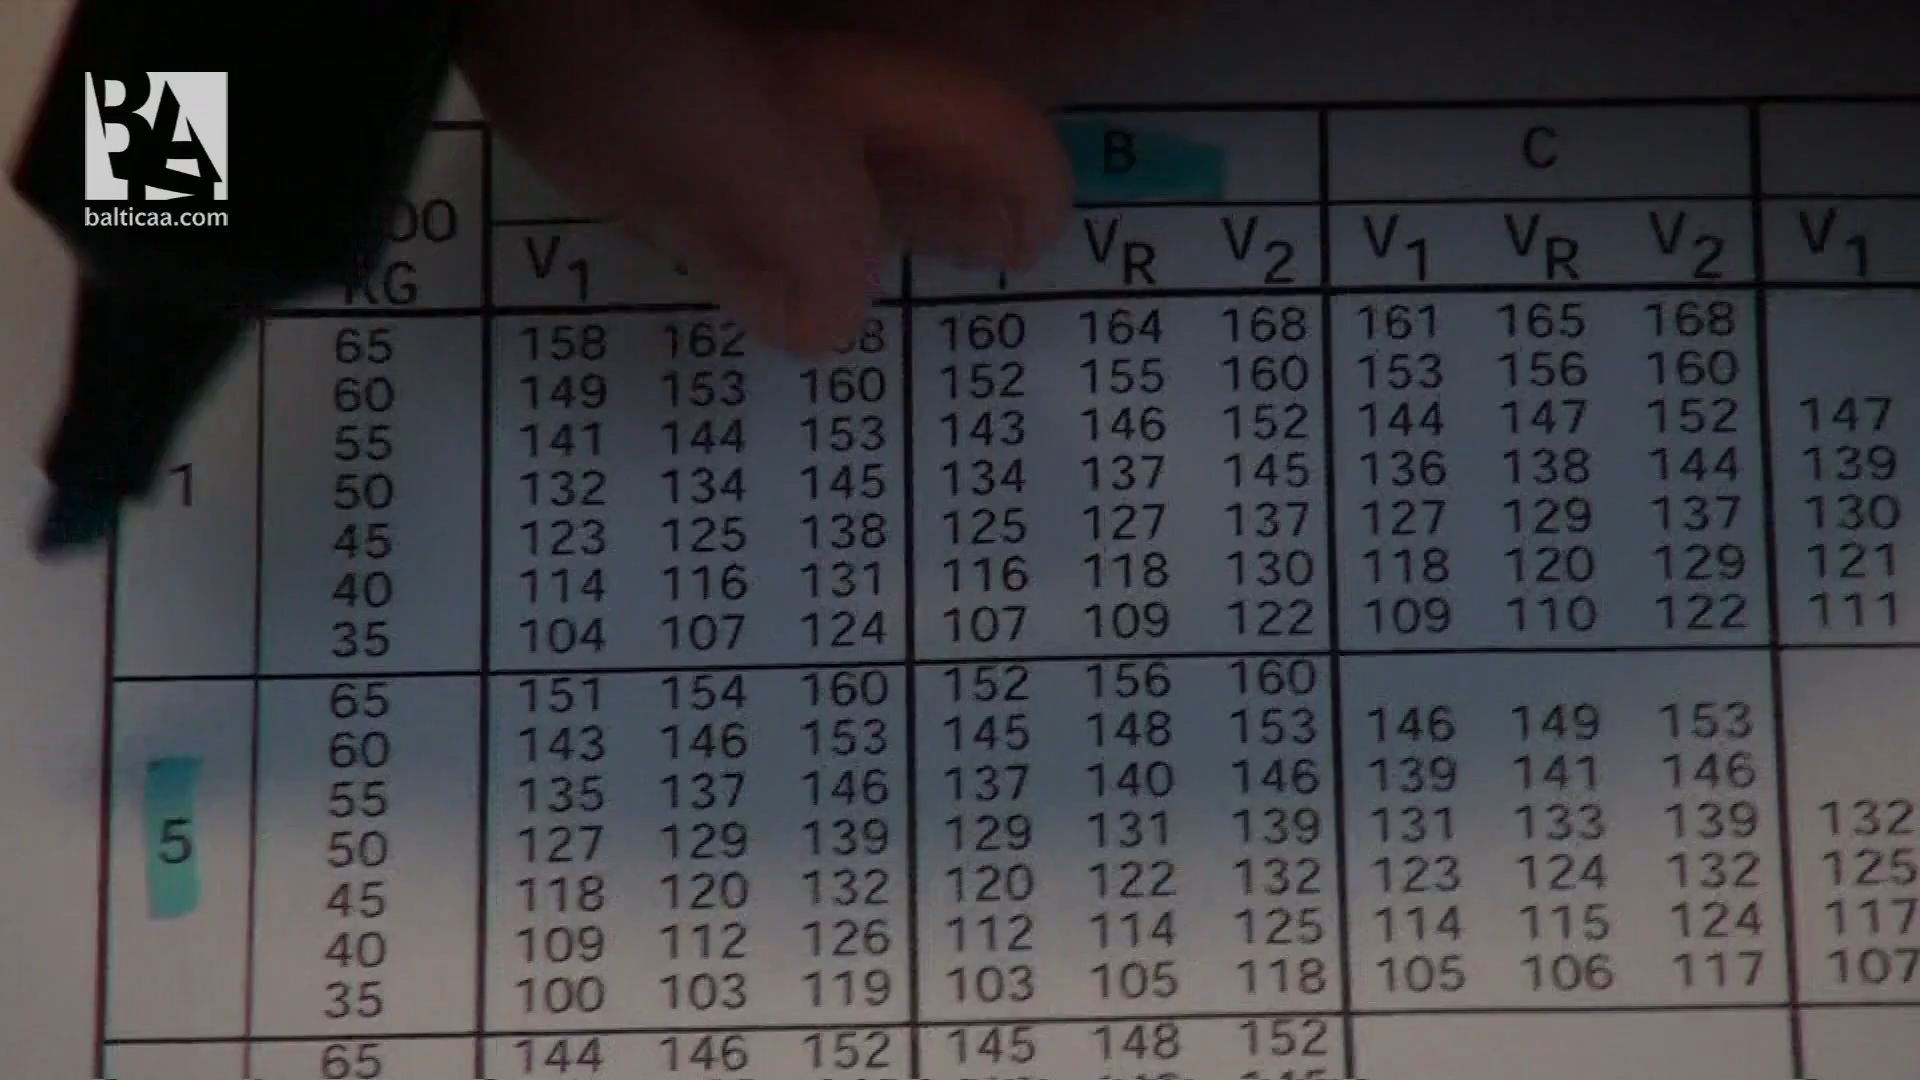 BA
balticaa.com
B C
00
KG V1 VR V2 V1 VR V2 V1
65 158 162 160 164 168 161 165 168
60 149 153 160 152 155 160 153 156 160
55 141 144 153 143 146 152 144 147 152 147
1 50 132 134 145 134 137 145 136 138 144 139
45 123 125 138 125 127 137 127 129 137 130
40 114 116 131 116 118 130 118 120 129 121
35 104 107 124 107 109 122 109 110 122 111
65 151 154 160 152 156 160
60 143 146 153 145 148 153 146 149 153
55 135 137 146 137 140 146 139 141 146
5 50 127 129 139 129 131 139 131 133 139 132
45 118 120 132 120 122 132 123 124 132 125
40 109 112 126 112 114 125 114 115 124 117
35 100 103 119 103 105 118 105 106 117 107
65 144 146 152 145 148 152